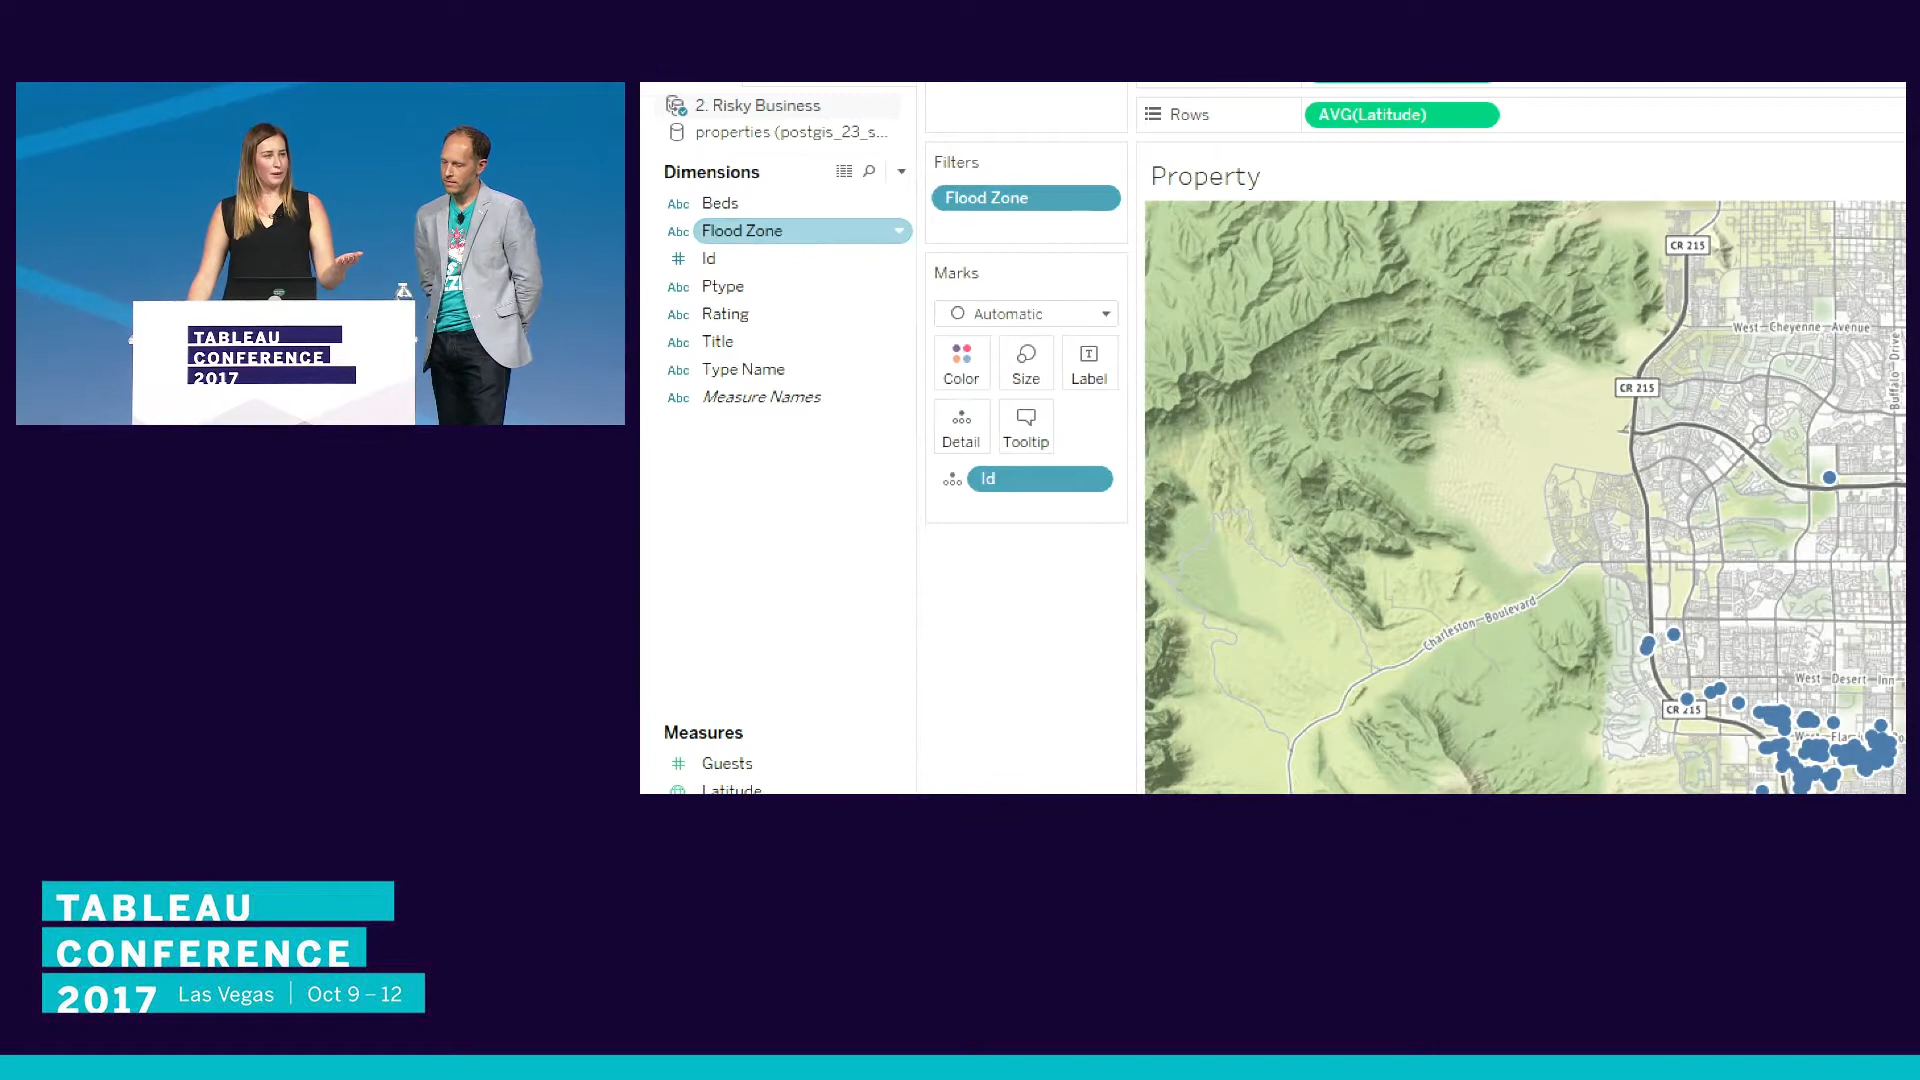 TABLEAU
CONFERENCE
2017
2. Risky Business
properties (postgis_23_s...
Dimensions
Abc Beds
Abc Flood Zone
# Id
Abc Ptype
Abc Rating
Abc Title
Abc Type Name
Abc Measure Names
Measures
# Guests
Latitude
Filters
Flood Zone
Marks
Automatic
Color Size Label
Detail Tooltip
Id
Rows AVG(Latitude)
Property
CR 215
West Cheyenne Avenue
Buffalo Drive
CR 215
Charleston Boulevard
West Desert Inn
CR 215
TABLEAU
CONFERENCE
2017 Las Vegas | Oct 9 – 12